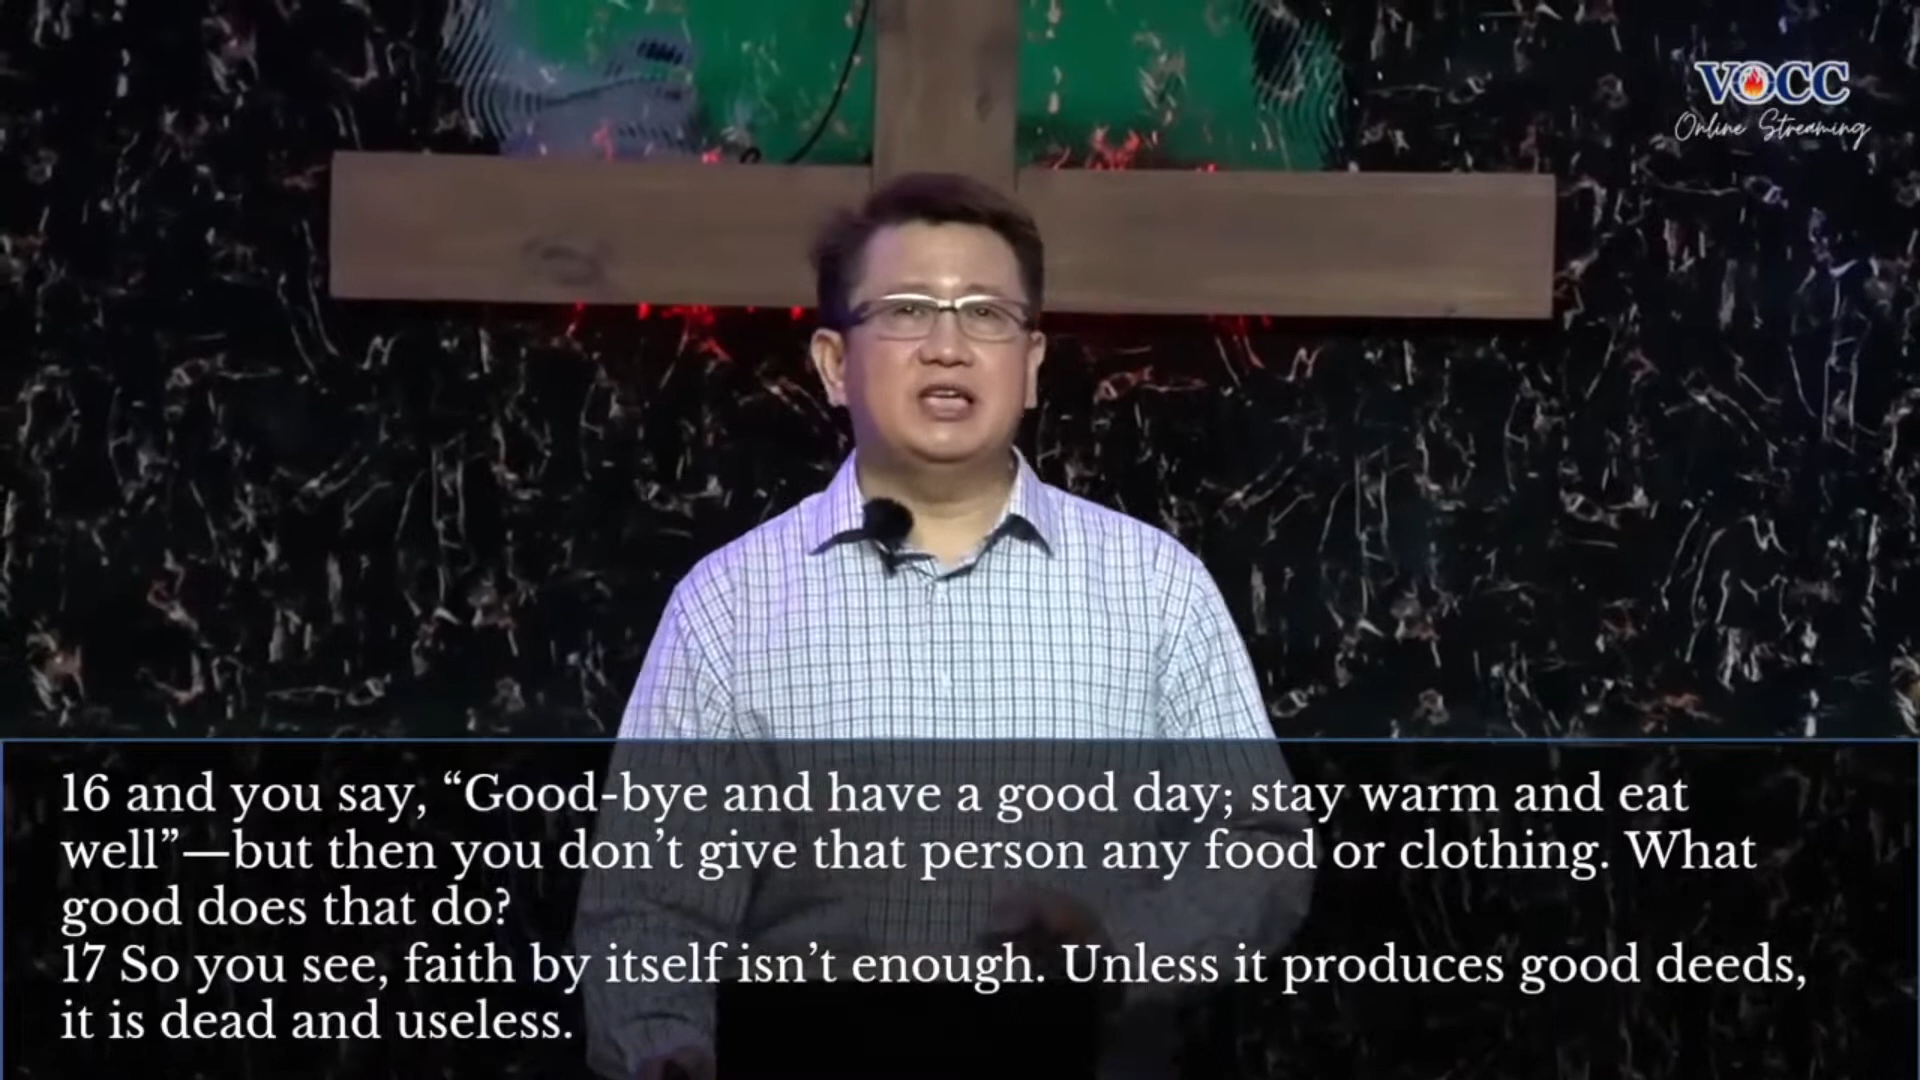 VOCC
Online Streaming
16 and you say, “Good-bye and have a good day; stay warm and eat
well”—but then you don’t give that person any food or clothing. What
good does that do?
17 So you see, faith by itself isn’t enough. Unless it produces good deeds,
it is dead and useless.